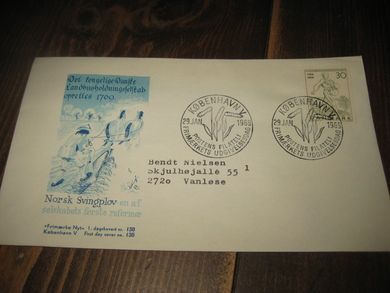 Det kongelige Danske
Landhusholdningsselskab
oprettes 1769.
Norsk Svingplov en af
selskabets første reformer
»Frimærke Nyt« 1. dagskuvert nr. 130
København V First day cover no. 130
KØBENHAVN V.
29. JAN. 1969
POSTENS FILATELI
FRIMÆRKETS UDGIVELSESDAG
KØBENHAVN V.
29. JAN. 1969
POSTENS FILATELI
FRIMÆRKETS UDGIVELSESDAG
30
Bendt Nielsen
Skjulhøjallè 55 1
2720 Vanløse